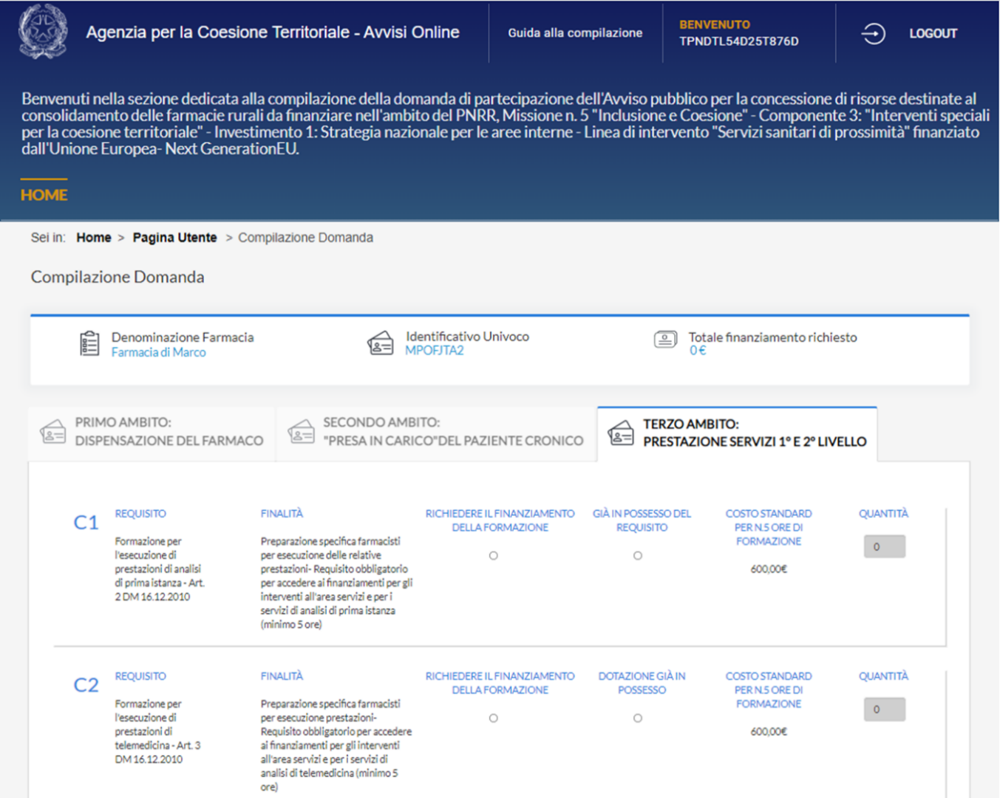 Agenzia per la Coesione Territoriale - Avvisi Online
Guida alla compilazione
BENVENUTO
TPNDTL54D25T876D
LOGOUT
Benvenuti nella sezione dedicata alla compilazione della domanda di partecipazione dell'Avviso pubblico per la concessione di risorse destinate al
consolidamento delle farmacie rurali da finanziare nell'ambito del PNRR, Missione n. 5 "Inclusione e Coesione" - Componente 3: "Interventi speciali
per la coesione territoriale" - Investimento 1: Strategia nazionale per le aree interne - Linea di intervento "Servizi sanitari di prossimità" finanziato
dall'Unione Europea- Next GenerationEU.
HOME
Sei in: Home > Pagina Utente > Compilazione Domanda
Compilazione Domanda
Denominazione Farmacia
Farmacia di Marco
Identificativo Univoco
MPOFJTA2
Totale finanziamento richiesto
0 €
PRIMO AMBITO:
DISPENSAZIONE DEL FARMACO
SECONDO AMBITO:
"PRESA IN CARICO"DEL PAZIENTE CRONICO
TERZO AMBITO:
PRESTAZIONE SERVIZI 1° E 2° LIVELLO
C1
REQUISITO
Formazione per
l'esecuzione di
prestazioni di analisi
di prima istanza - Art.
2 DM 16.12.2010
FINALITÀ
Preparazione specifica farmacisti
per esecuzione delle relative
prestazioni- Requisito obbligatorio
per accedere ai finanziamenti per gli
interventi all'area servizi e per i
servizi di analisi di prima istanza
(minimo 5 ore)
RICHIEDERE IL FINANZIAMENTO
DELLA FORMAZIONE
GIÀ IN POSSESSO DEL
REQUISITO
COSTO STANDARD
PER N.5 ORE DI
FORMAZIONE
600,00€
QUANTITÀ
0
C2
REQUISITO
Formazione per
l'esecuzione di
prestazioni di
telemedicina - Art. 3
DM 16.12.2010
FINALITÀ
Preparazione specifica farmacisti
per esecuzione prestazioni-
Requisito obbligatorio per accedere
ai finanziamenti per gli interventi
all'area servizi e per i servizi di
analisi di telemedicina (minimo 5
ore)
RICHIEDERE IL FINANZIAMENTO
DELLA FORMAZIONE
DOTAZIONE GIÀ IN
POSSESSO
COSTO STANDARD
PER N.5 ORE DI
FORMAZIONE
600,00€
QUANTITÀ
0